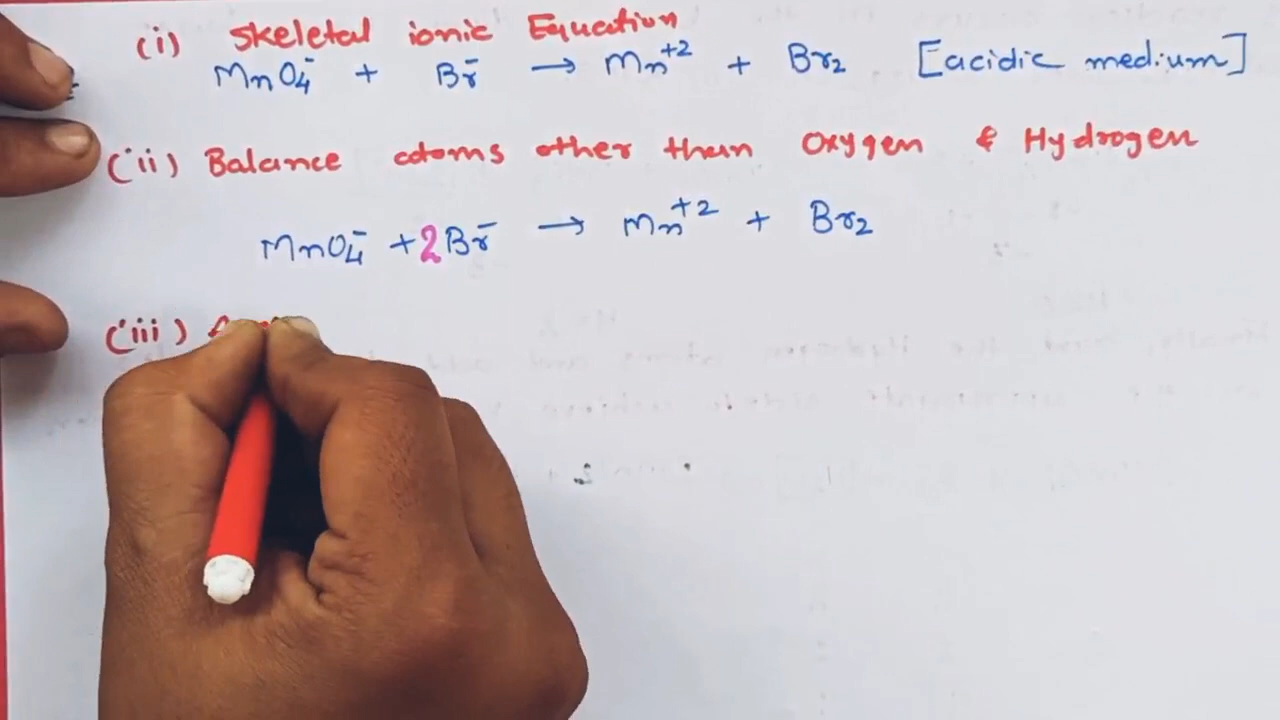 (i) Skeletal ionic Equation
MnO₄⁻ + Br⁻ → Mn⁺² + Br₂ [acidic medium]
(ii) Balance atoms other than Oxygen & Hydrogen
MnO₄⁻ + 2Br⁻ → Mn⁺² + Br₂
(iii)